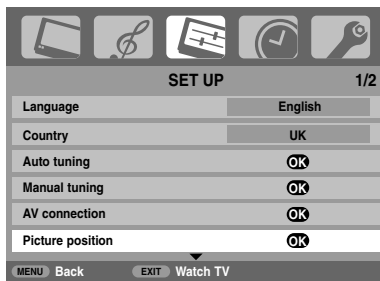 SET UP 1/2
Language English
Country UK
Auto tuning OK
Manual tuning OK
AV connection OK
Picture position OK
MENU Back EXIT Watch TV